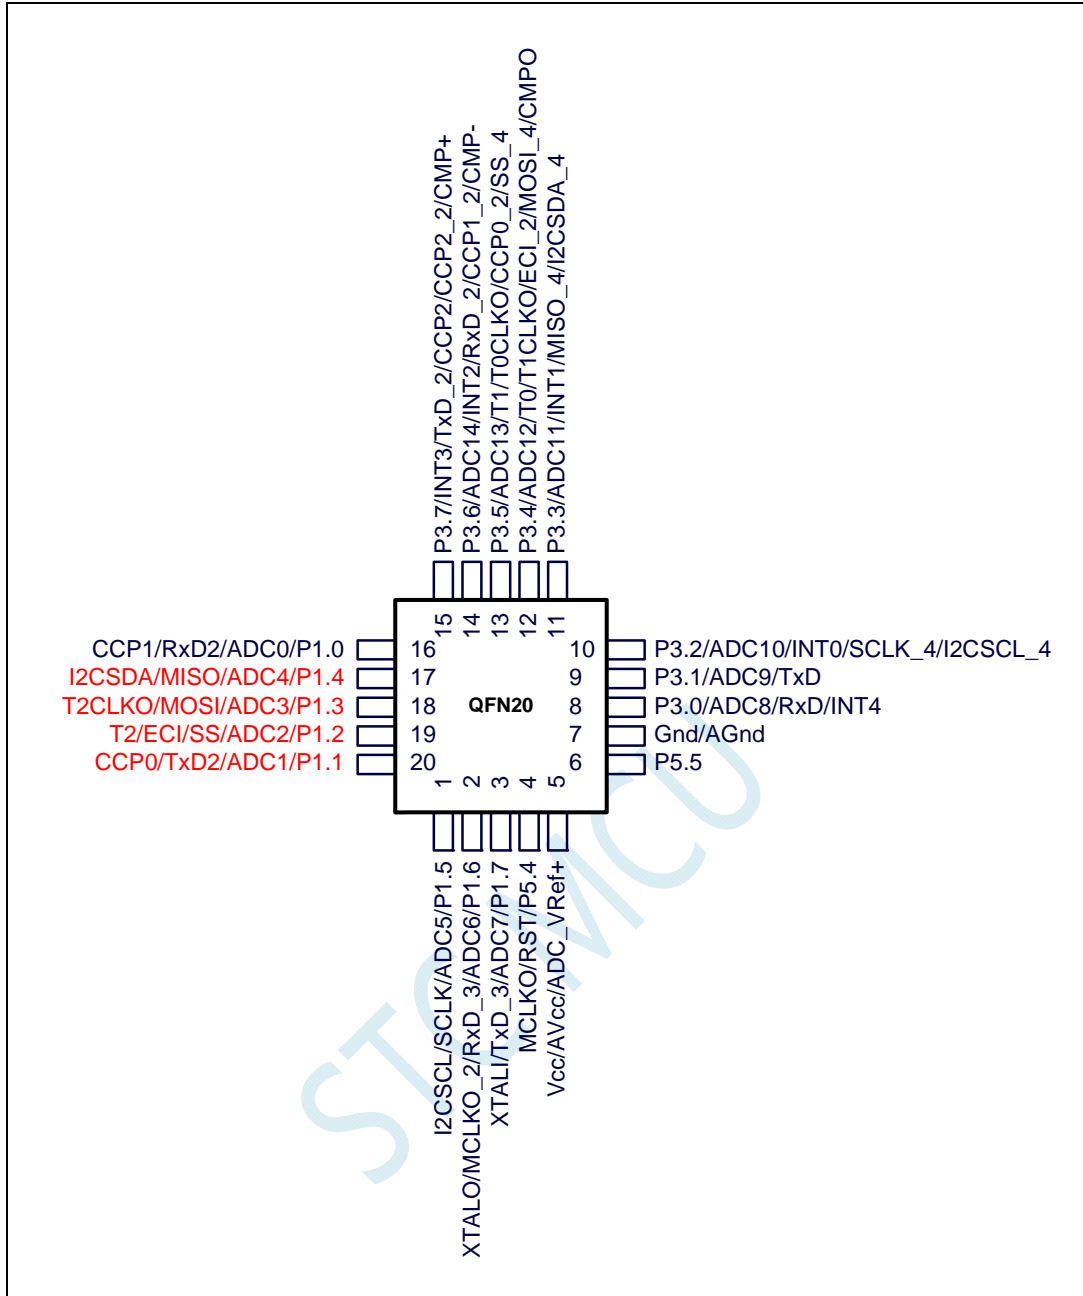 P3.7/INT3/TxD_2/CCP2/CCP2_2/CMP+
P3.6/ADC14/INT2/RxD_2/CCP1_2/CMP-
P3.5/ADC13/T1/T0CLKO/CCP0_2/SS_4
P3.4/ADC12/T0/T1CLKO/ECI_2/MOSI_4/CMPO
P3.3/ADC11/INT1/MISO_4/I2CSDA_4
15 14 13 12 11
CCP1/RxD2/ADC0/P1.0 16
I2CSDA/MISO/ADC4/P1.4 17
T2CLKO/MOSI/ADC3/P1.3 18
T2/ECI/SS/ADC2/P1.2 19
CCP0/TxD2/ADC1/P1.1 20
QFN20
10 P3.2/ADC10/INT0/SCLK_4/I2CSCL_4
9 P3.1/ADC9/TxD
8 P3.0/ADC8/RxD/INT4
7 Gnd/AGnd
6 P5.5
1 2 3 4 5
I2CSCL/SCLK/ADC5/P1.5
XTALO/MCLKO_2/RxD_3/ADC6/P1.6
XTALI/TxD_3/ADC7/P1.7
MCLKO/RST/P5.4
Vcc/AVcc/ADC_VRef+
STC MCU